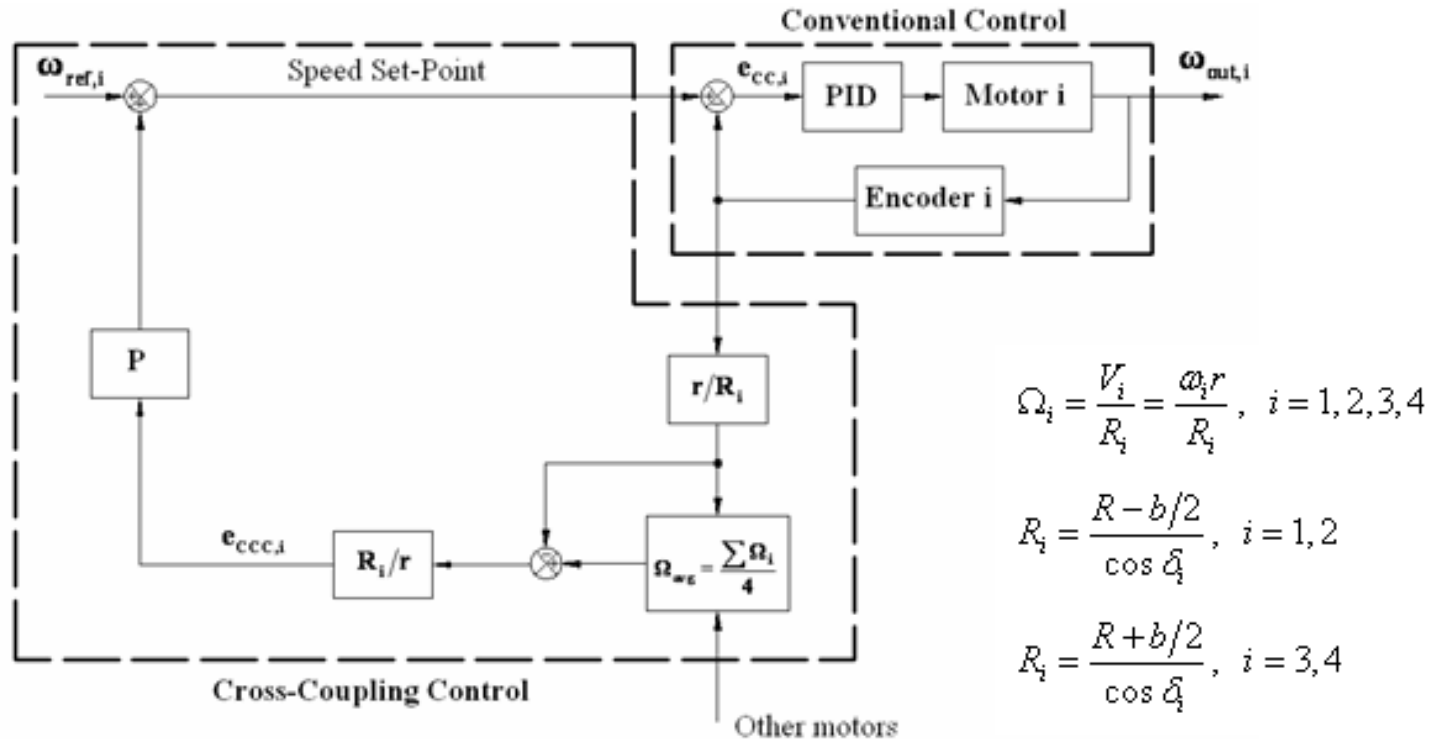 Conventional Control
ω_ref,i
Speed Set-Point
e_CC,i
PID
Motor i
ω_out,i
Encoder i
P
r/R_i
e_CCC,i
R_i/r
Ω_avg = ∑Ω_i / 4
Cross-Coupling Control
Other motors
Ω_i = V_i / R_i = ω_i r / R_i , i = 1, 2, 3, 4
R_i = (R − b/2) / cos δ_i , i = 1, 2
R_i = (R + b/2) / cos δ_i , i = 3, 4